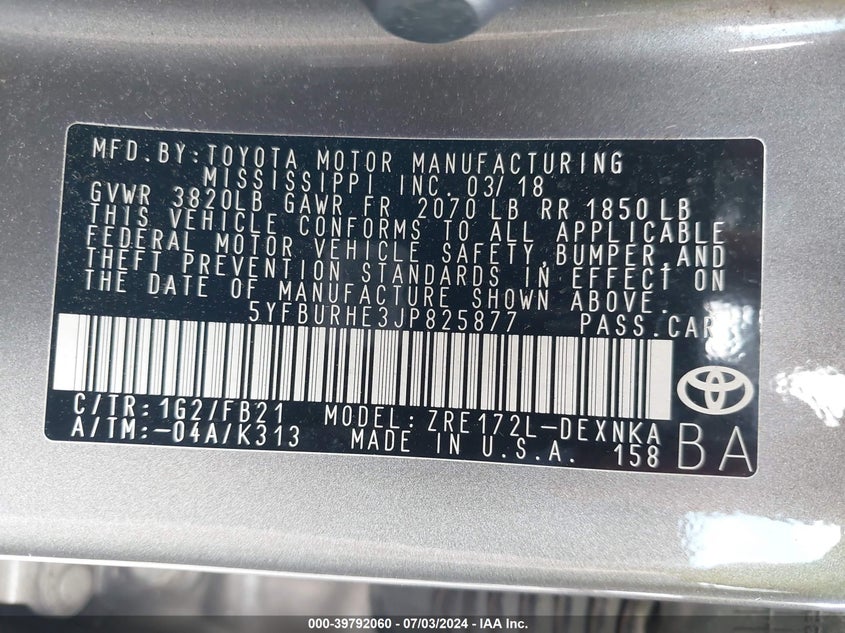 MFD.BY:TOYOTA MOTOR MANUFACTURING
MISSISSIPPI INC. 03/18
GVWR 3820LB GAWR FR 2070 LB RR 1850 LB
THIS VEHICLE CONFORMS TO ALL APPLICABLE
FEDERAL MOTOR VEHICLE SAFETY,BUMPER,AND
THEFT PREVENTION STANDARDS IN EFFECT ON
THE DATE OF MANUFACTURE SHOWN ABOVE.
5YFBURHE3JP825877 PASS.CAR
C/TR:1G2/FB21 MODEL:ZRE172L-DEXNKA
A/TM:-04A/K313 MADE IN U.S.A. 158 BA
000-39792060 - 07/03/2024 - © IAA, Inc.